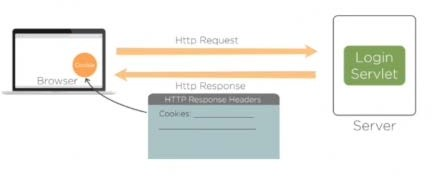 Http Request
Login
Servlet
Cookie
Browser
Http Response
HTTP Response Headers
Cookies:
Server